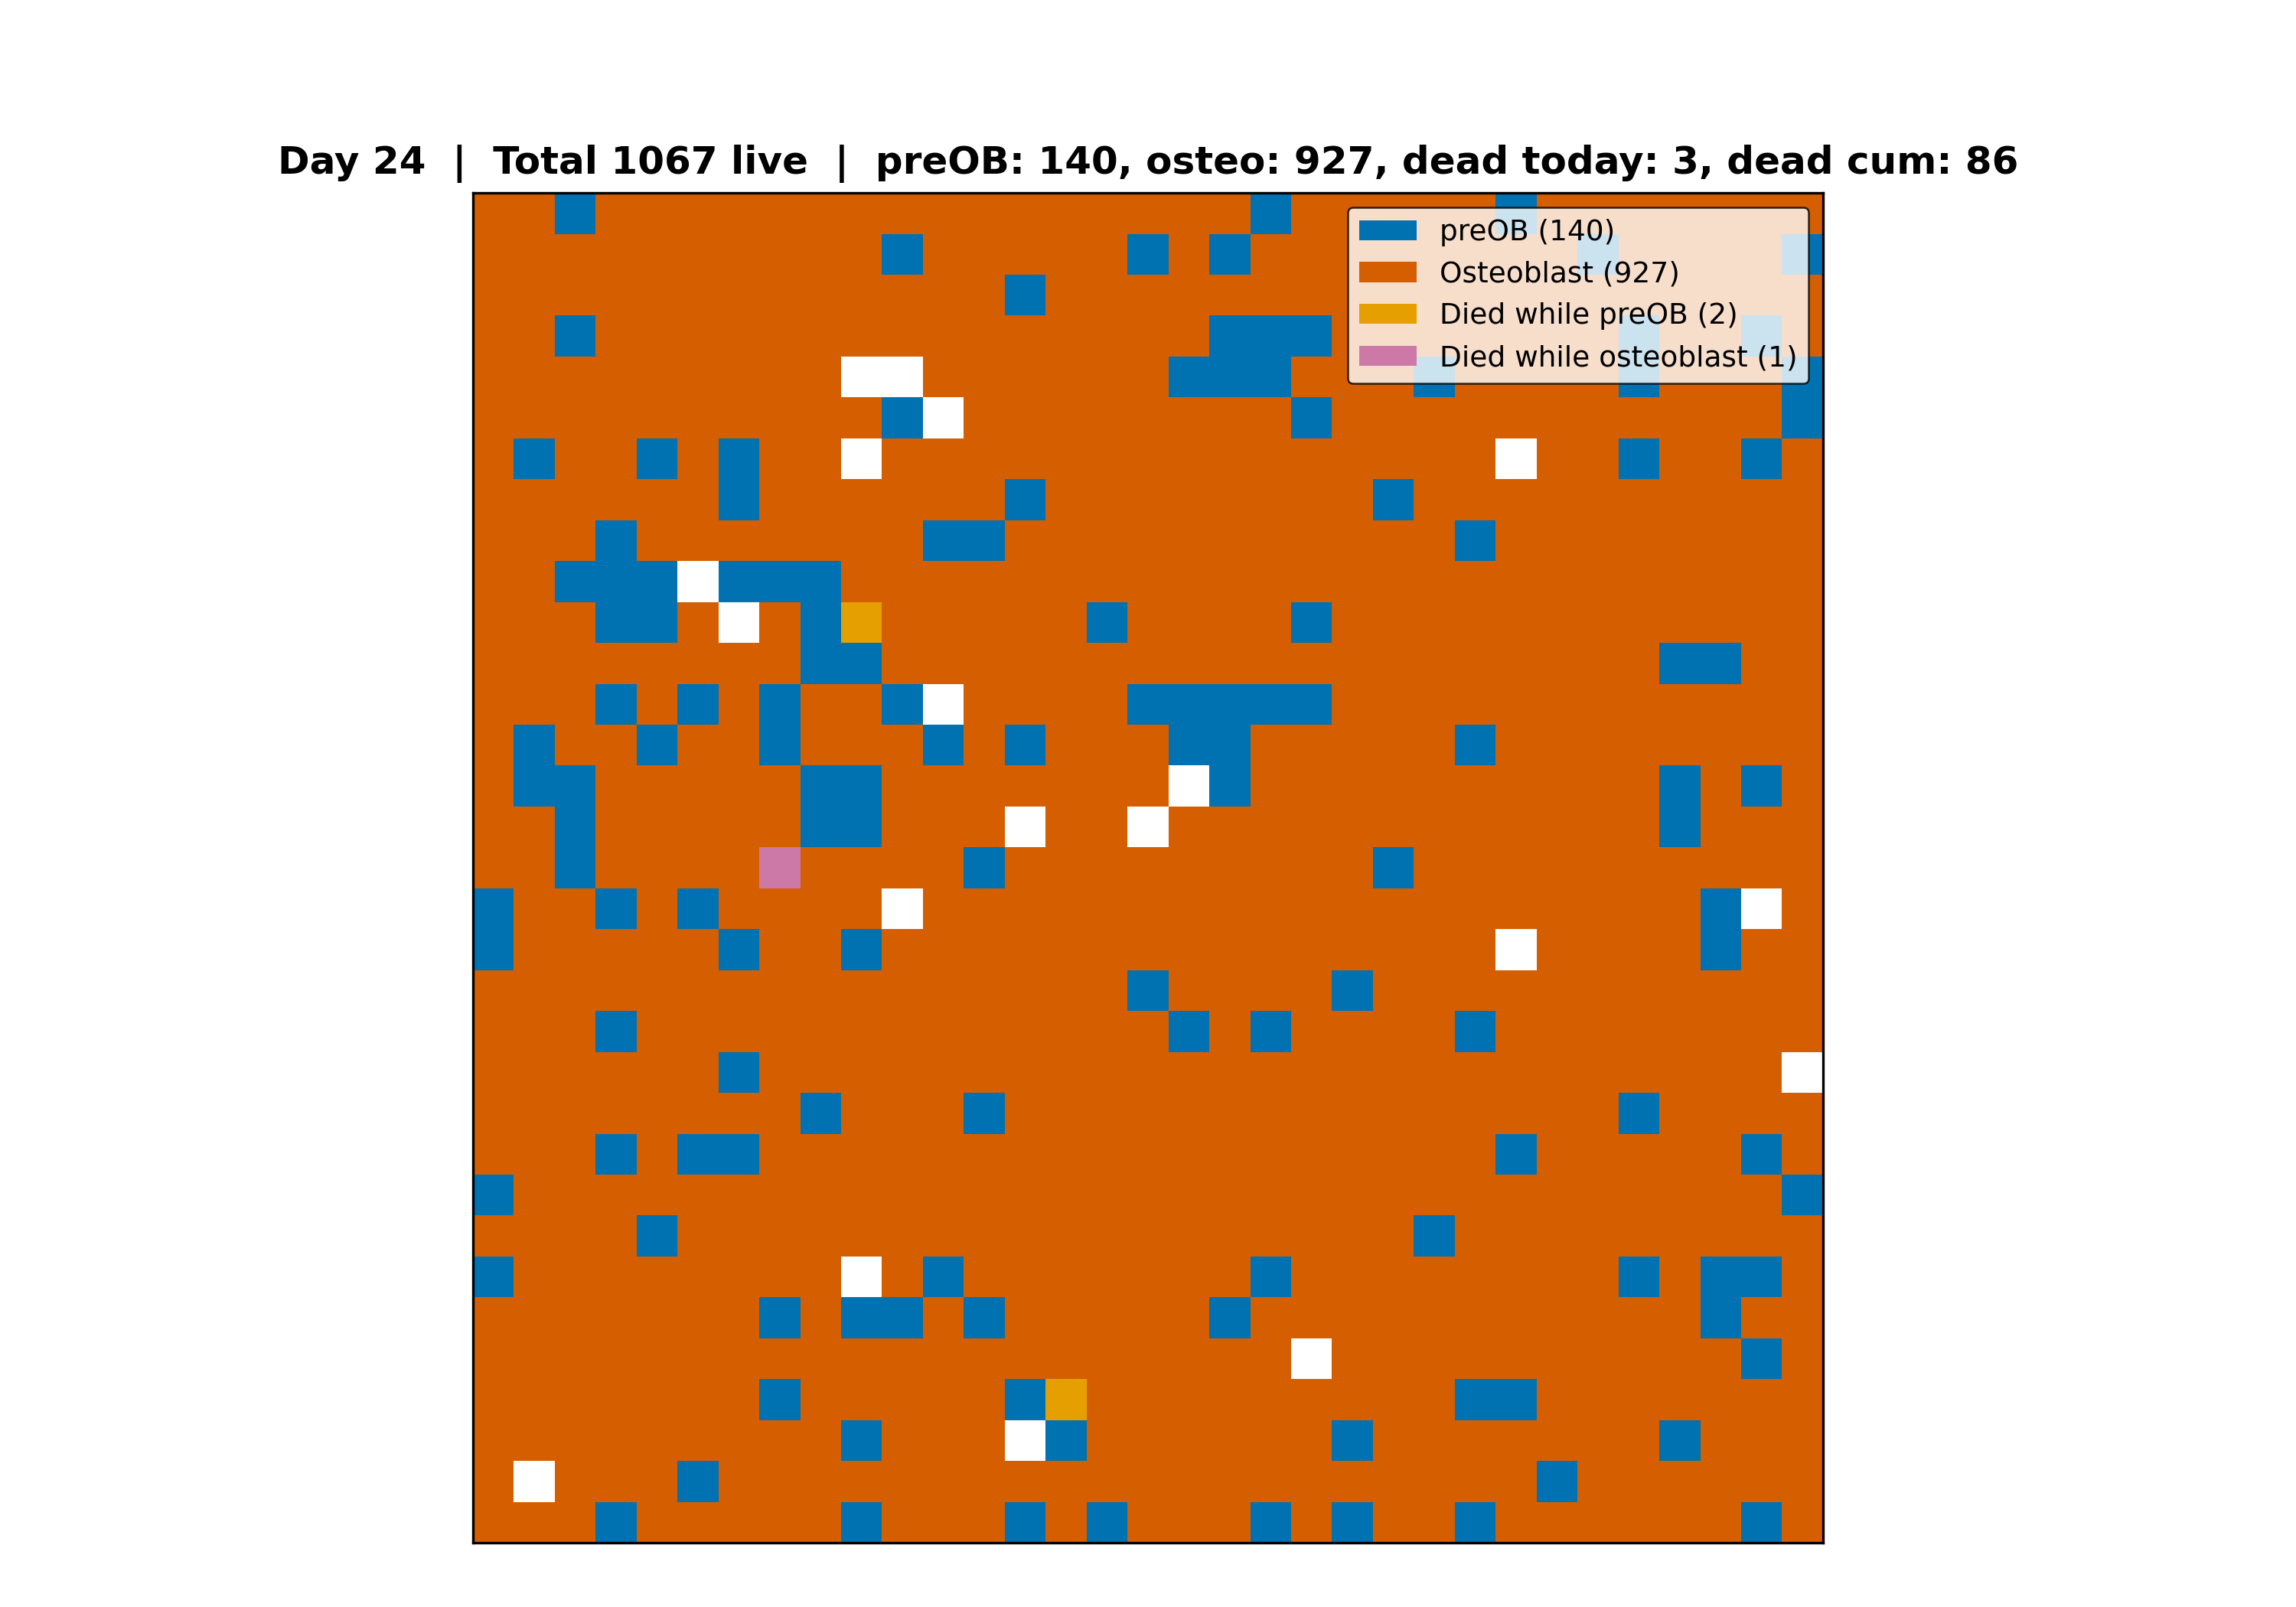 Day 24 | Total 1067 live | preOB: 140, osteo: 927, dead today: 3, dead cum: 86
preOB (140)
Osteoblast (927)
Died while preOB (2)
Died while osteoblast (1)